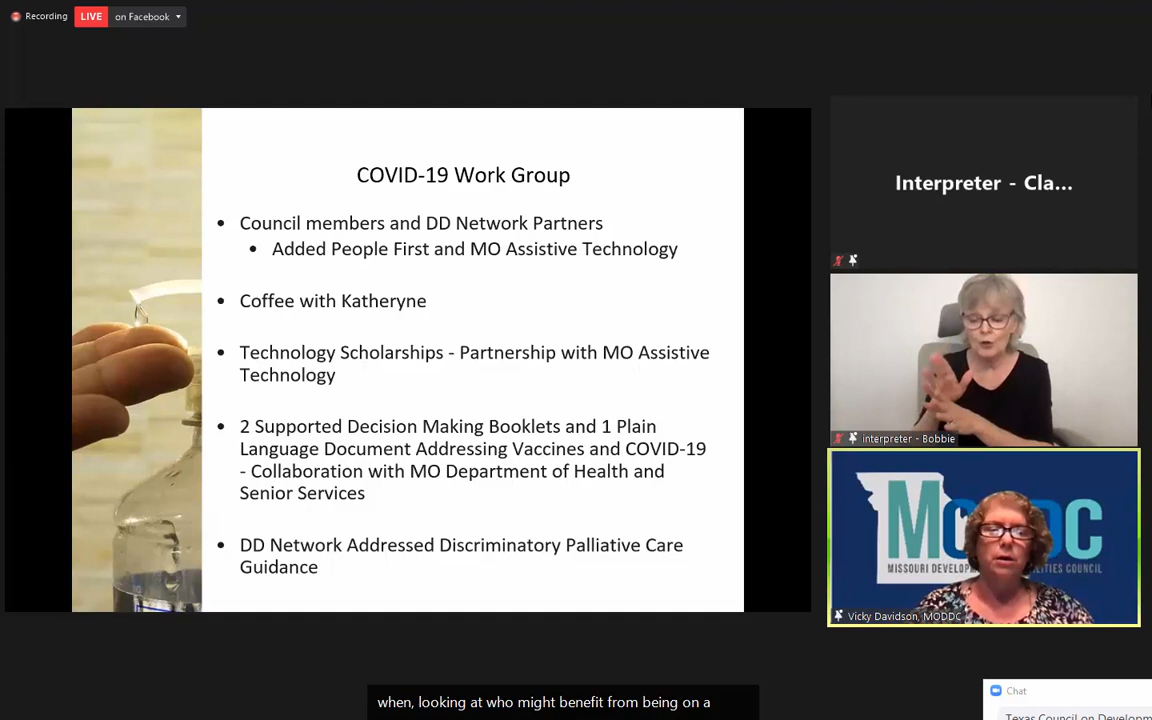 Recording
LIVE
on Facebook
COVID-19 Work Group
• Council members and DD Network Partners
• Added People First and MO Assistive Technology
• Coffee with Katheryne
• Technology Scholarships - Partnership with MO Assistive
Technology
• 2 Supported Decision Making Booklets and 1 Plain
Language Document Addressing Vaccines and COVID-19
- Collaboration with MO Department of Health and
Senior Services
• DD Network Addressed Discriminatory Palliative Care
Guidance
Interpreter - Cla...
interpreter - Bobbie
MISSOURI
COUNCIL
Vicky Davidson, MODDC
when, looking at who might benefit from being on a
Chat
Texas Council on